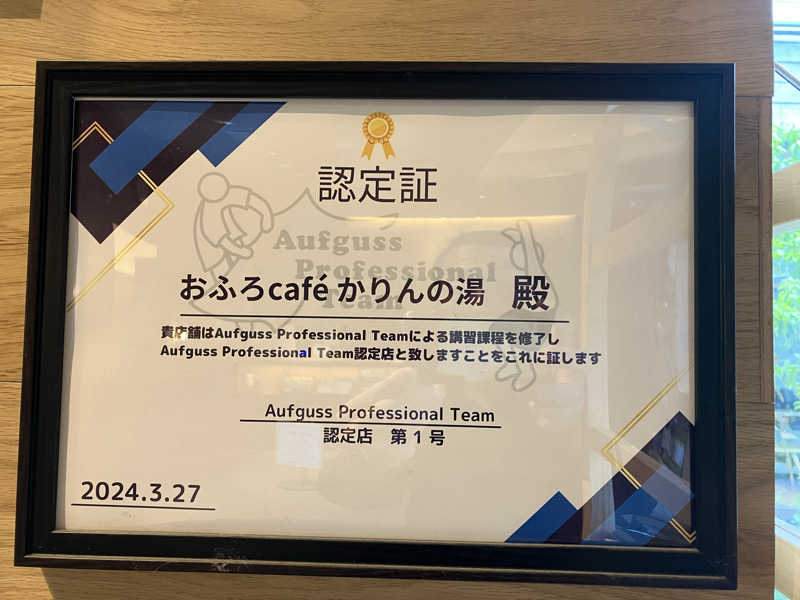 認定証
Aufguss
Professional
Team
おふろcafé かりんの湯 殿
貴店舗はAufguss Professional Teamによる講習課程を修了し
Aufguss Professional Team認定店と致しますことをこれに証します
Aufguss Professional Team
認定店 第1号
2024.3.27